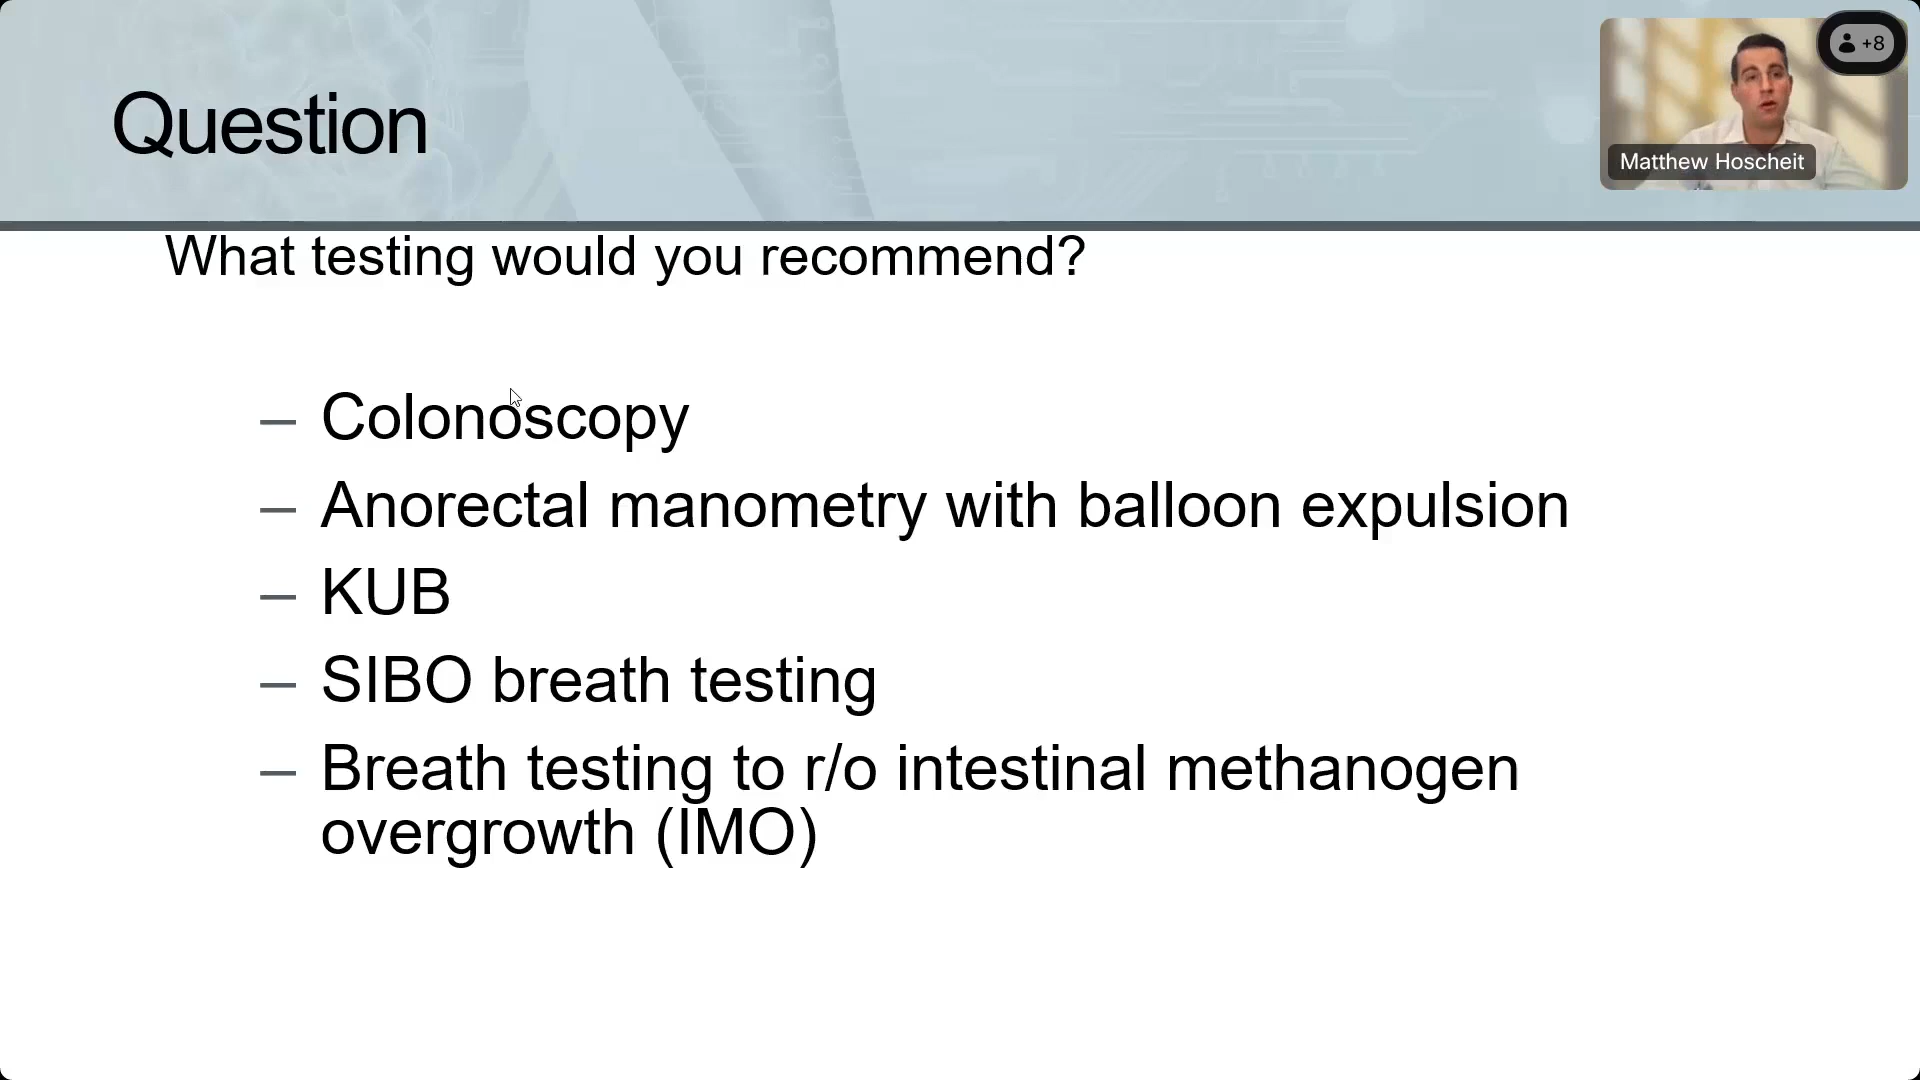 Question
+8
Matthew Hoscheit
What testing would you recommend?
– Colonoscopy
– Anorectal manometry with balloon expulsion
– KUB
– SIBO breath testing
– Breath testing to r/o intestinal methanogen
overgrowth (IMO)